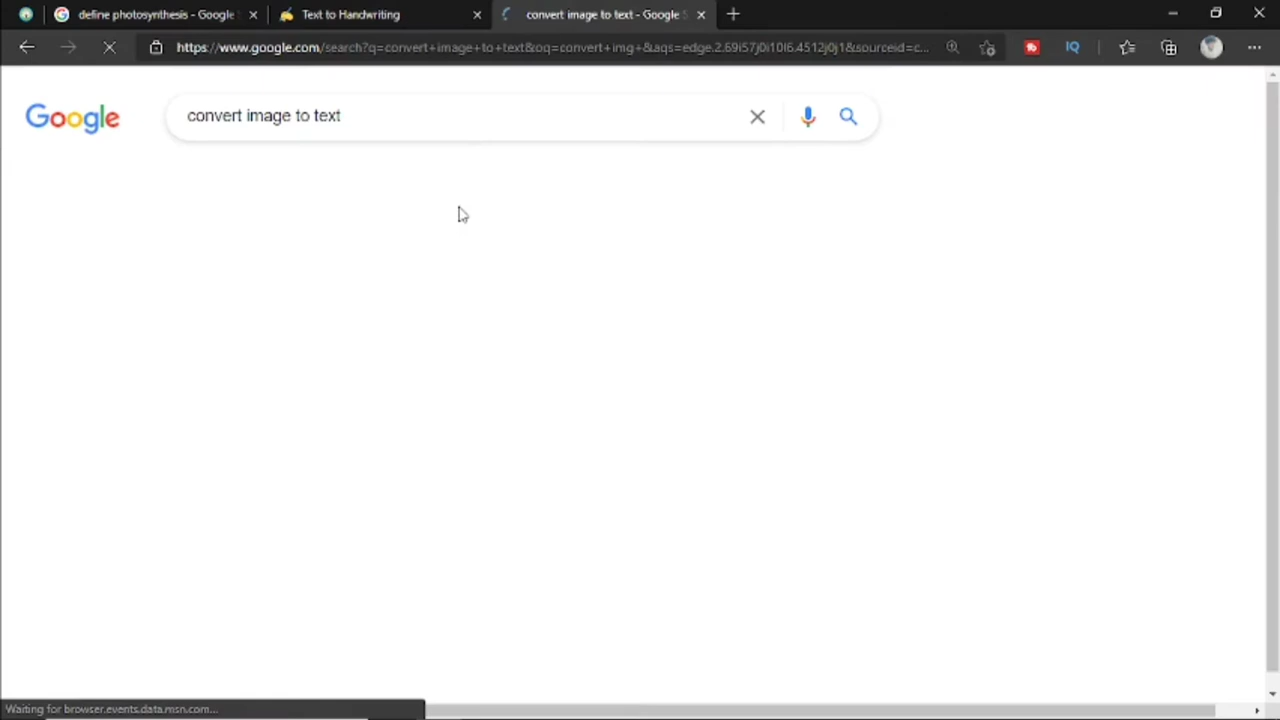 define photosynthesis - Google
Text to Handwriting
convert image to text - Google S
https://www.google.com/search?q=convert+image+to+text&oq=convert+img+&aqs=edge.2.69i57j0i10l6.4512j0j1&sourceid=c...
IQ
Google
convert image to text
Waiting for browser.events.data.msn.com...